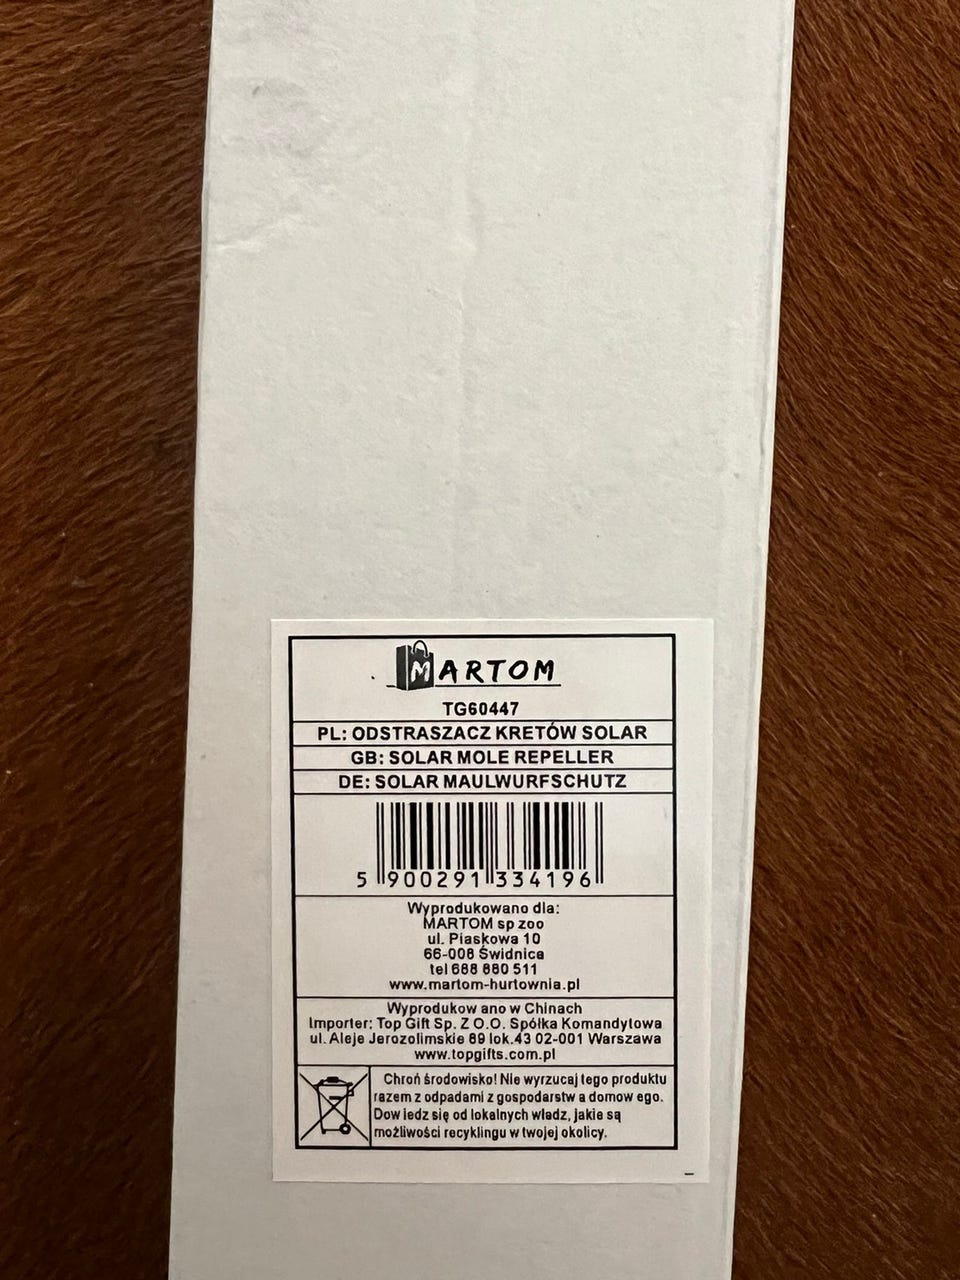 MARTOM
TG60447
PL: ODSTRASZACZ KRETÓW SOLAR
GB: SOLAR MOLE REPELLER
DE: SOLAR MAULWURFSCHUTZ
5 900291 334196
Wyprodukowano dla:
MARTOM sp zoo
ul. Piaskowa 10
66-008 Świdnica
tel 688 880 511
www.martom-hurtownia.pl
Wyprodukow ano w Chinach
Importer: Top Gift Sp. Z O.O. Spółka Komandytowa
ul. Aleje Jerozolimskie 89 lok.43 02-001 Warszawa
www.topgifts.com.pl
Chroń środowisko! Nie wyrzucaj tego produktu
razem z odpadami z gospodarstw a domow ego.
Dow iedz się od lokalnych władz, jakie są
możliwości recyklingu w twojej okolicy.